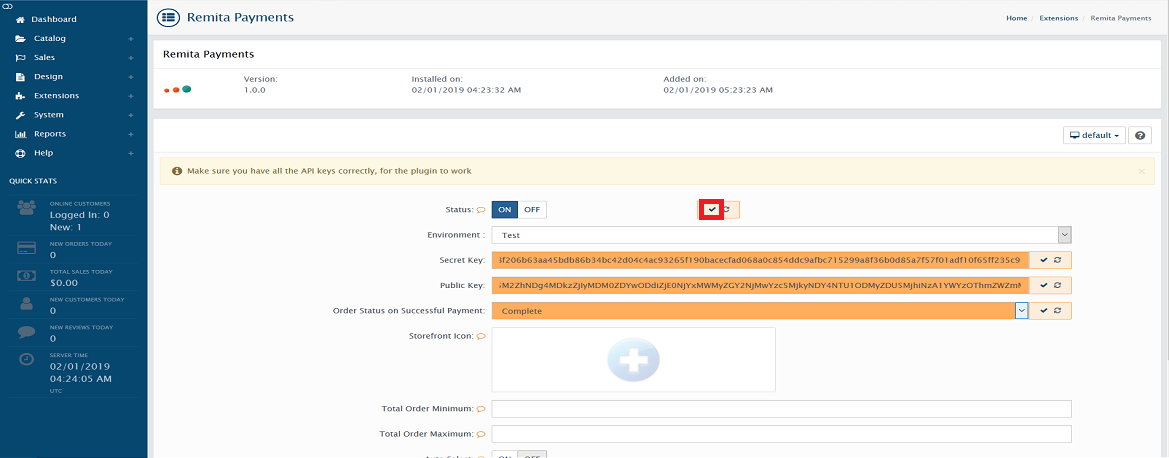 Dashboard
Catalog +
Sales +
Design +
Extensions +
System +
Reports +
Help +
QUICK STATS
ONLINE CUSTOMERS
Logged In: 0
New: 1
NEW ORDERS TODAY
0
TOTAL SALES TODAY
$0.00
NEW CUSTOMERS TODAY
0
NEW REVIEWS TODAY
0
SERVER TIME
02/01/2019
04:24:05 AM
UTC
Remita Payments
Home / Extensions / Remita Payments
Remita Payments
Version:
1.0.0
Installed on:
02/01/2019 04:23:32 AM
Added on:
02/01/2019 05:23:23 AM
default
Make sure you have all the API keys correctly, for the plugin to work ×
Status: ON OFF
Environment : Test
Secret Key:
Public Key:
Order Status on Successful Payment: Complete
Storefront Icon:
Total Order Minimum:
Total Order Maximum: